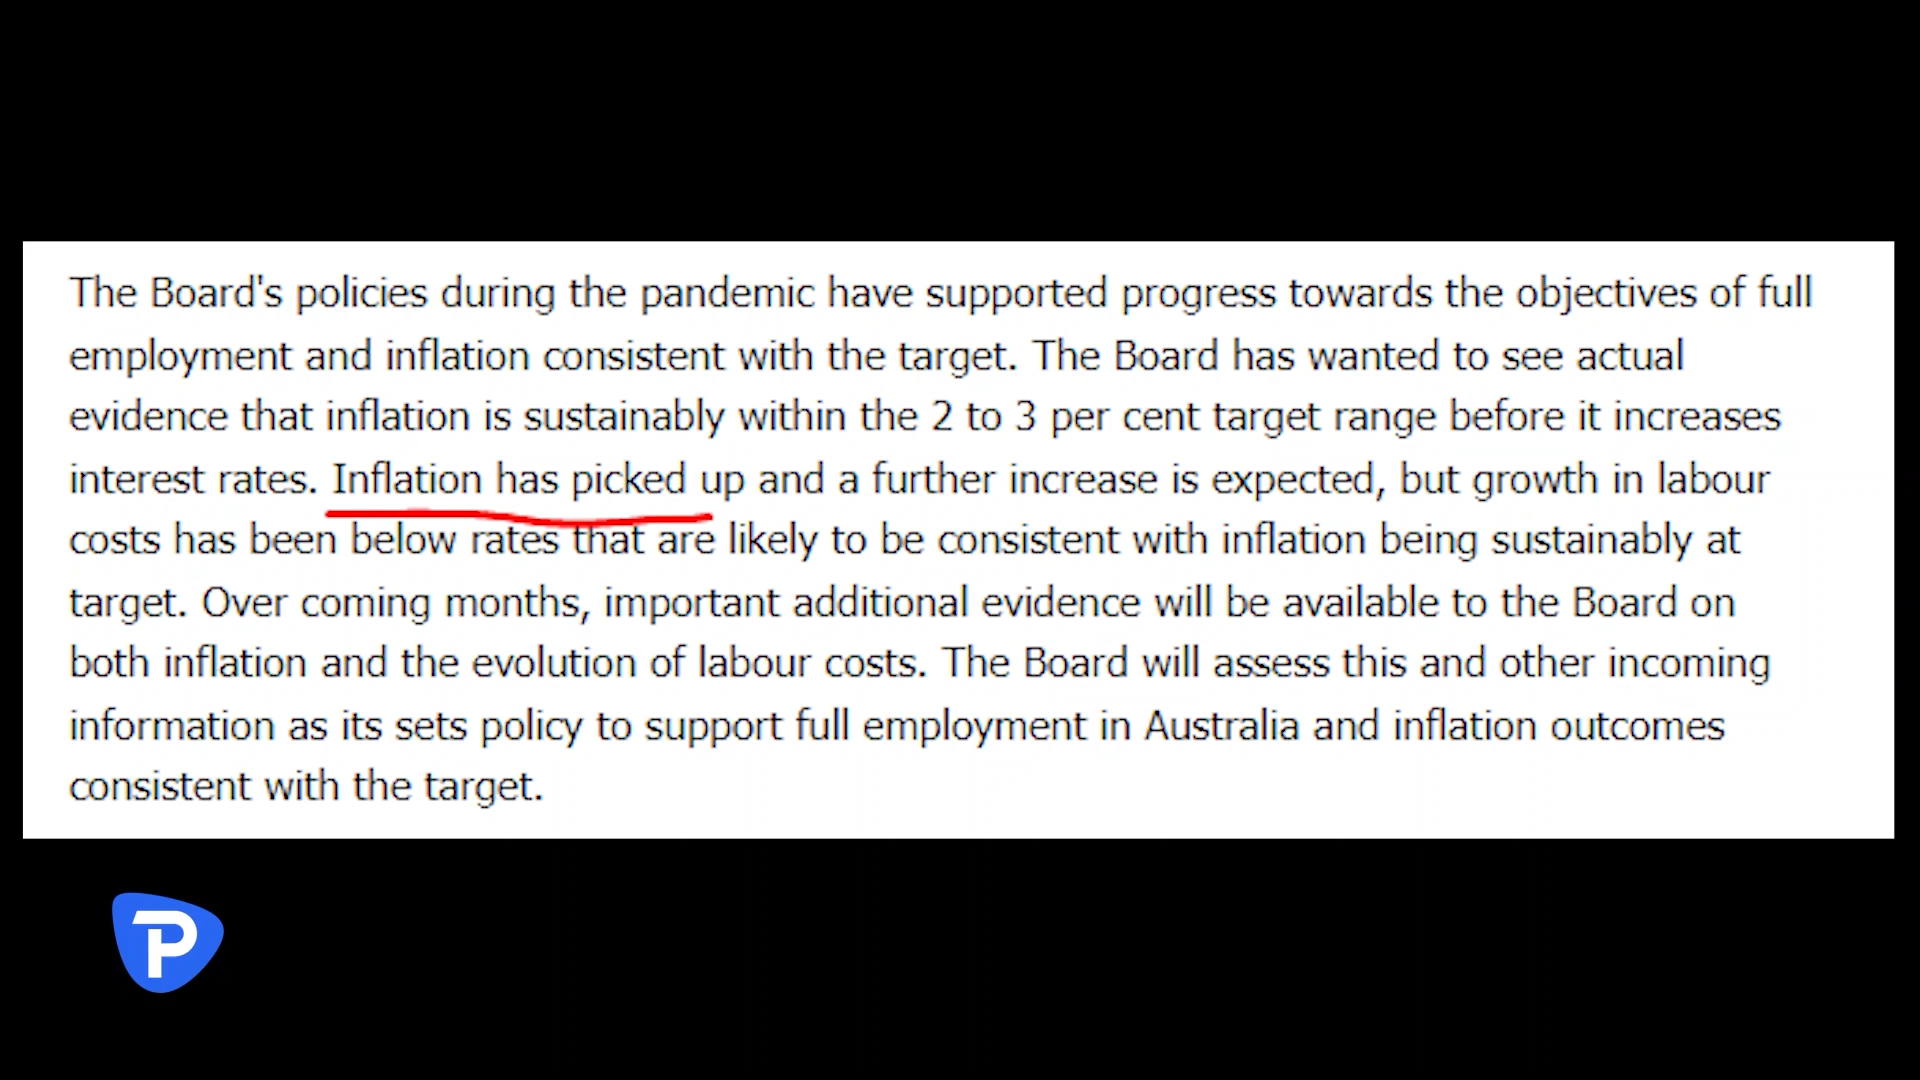 The Board's policies during the pandemic have supported progress towards the objectives of full
employment and inflation consistent with the target. The Board has wanted to see actual
evidence that inflation is sustainably within the 2 to 3 per cent target range before it increases
interest rates. Inflation has picked up and a further increase is expected, but growth in labour
costs has been below rates that are likely to be consistent with inflation being sustainably at
target. Over coming months, important additional evidence will be available to the Board on
both inflation and the evolution of labour costs. The Board will assess this and other incoming
information as its sets policy to support full employment in Australia and inflation outcomes
consistent with the target.
P